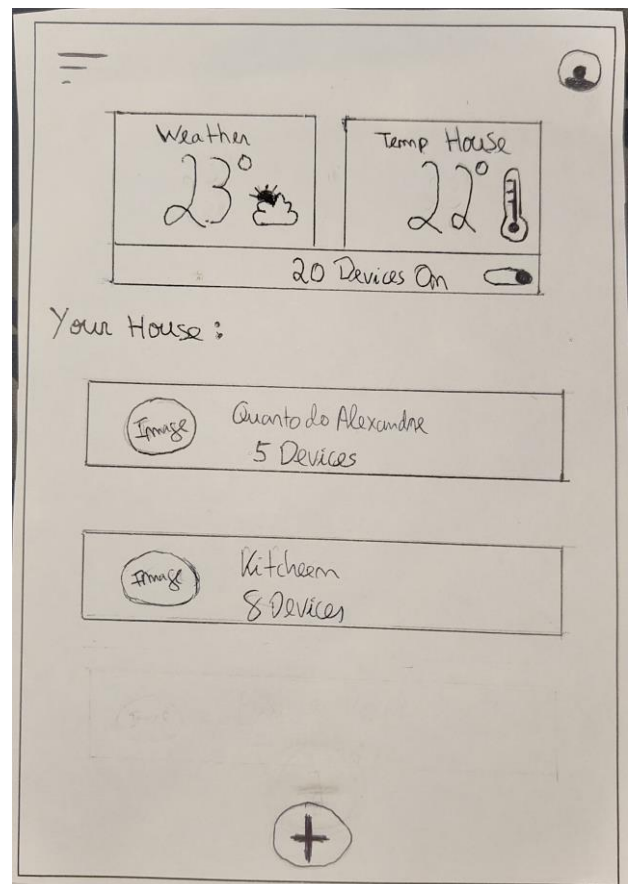 Weather
23°
Temp House
22°
20 Devices On
Your House :
Image
Quanto do Alexandre
5 Devices
Image
Kitcheen
8 Devices
+